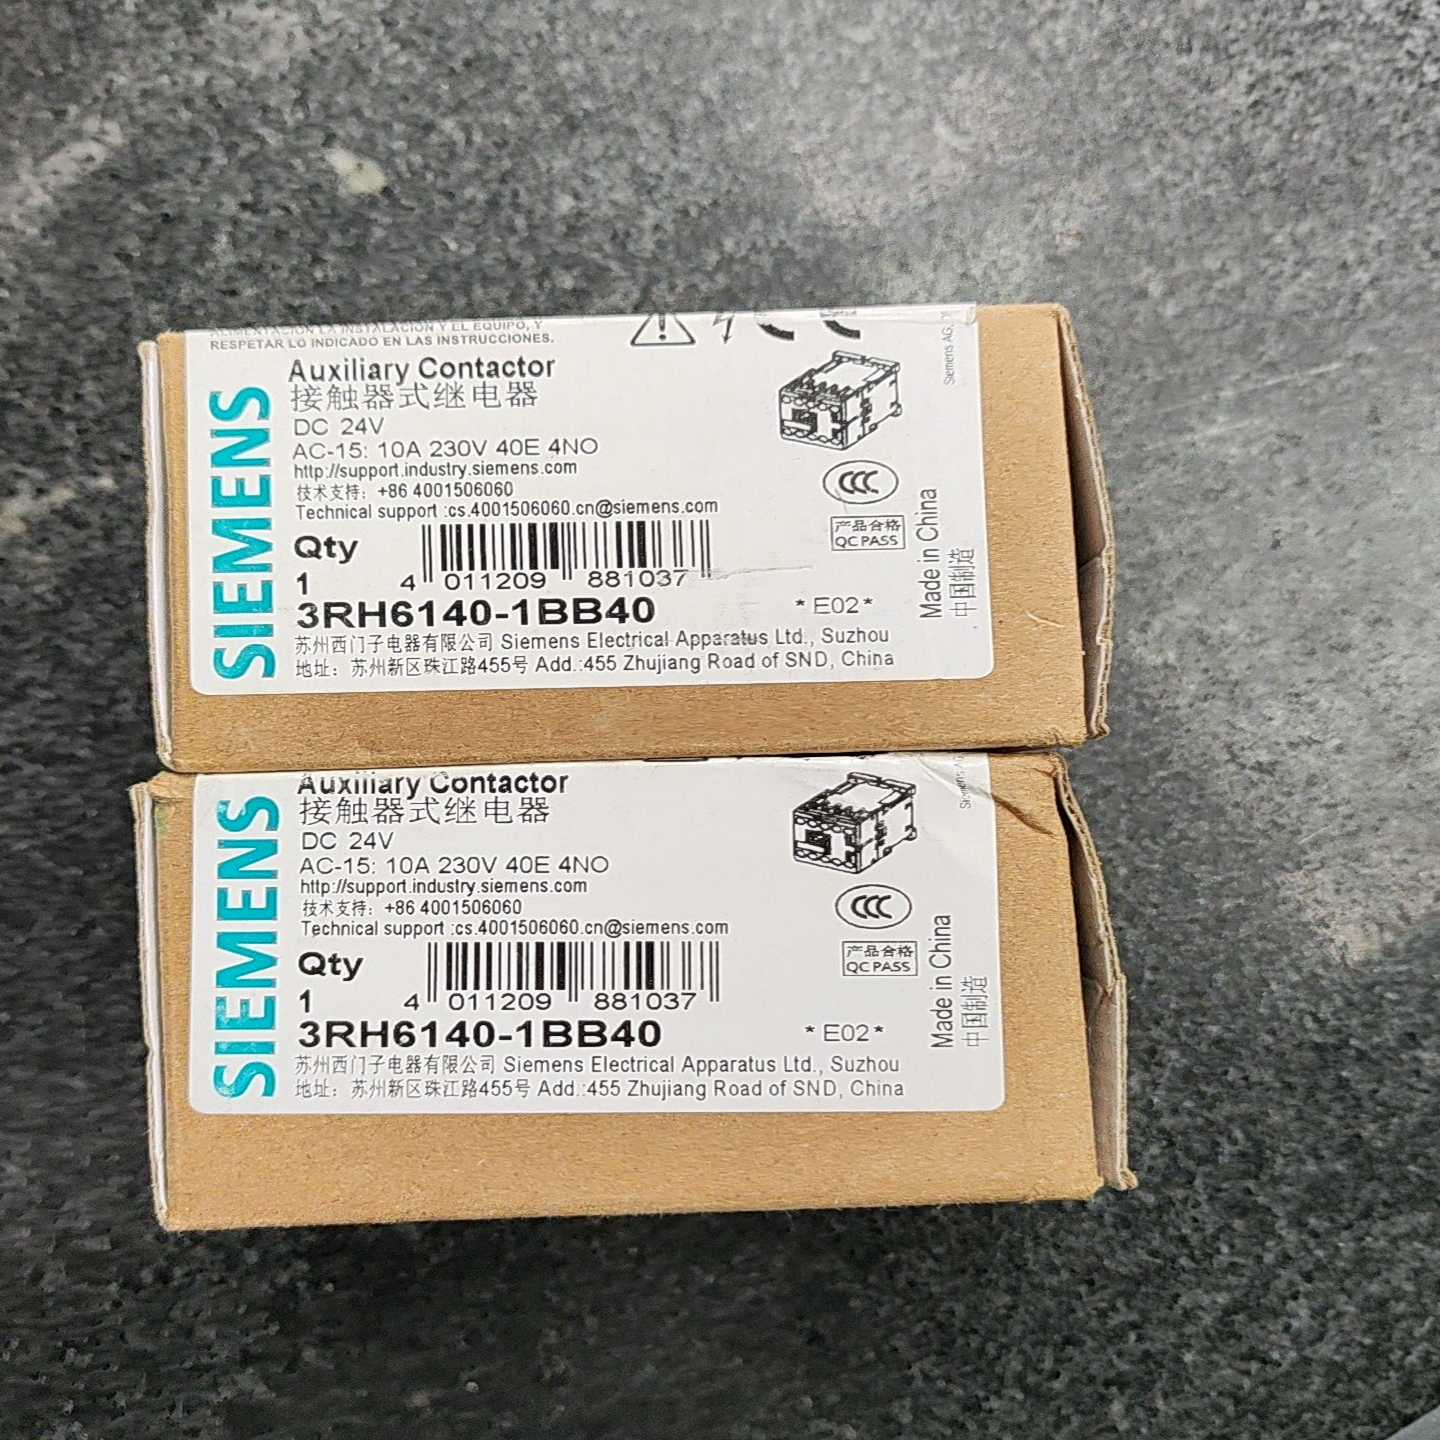 ALIMENTACIÓN LA INSTALACIÓN Y EL EQUIPO, Y
RESPETAR LO INDICADO EN LAS INSTRUCCIONES.
SIEMENS
Auxiliary Contactor
接触器式继电器
DC 24V
AC-15: 10A 230V 40E 4NO
http://support.industry.siemens.com
技术支持: +86 4001506060
Technical support :cs.4001506060.cn@siemens.com
Qty
1
4 011209 881037
3RH6140-1BB40
*E02*
苏州西门子电器有限公司 Siemens Electrical Apparatus Ltd., Suzhou
地址: 苏州新区珠江路455号 Add.:455 Zhujiang Road of SND, China
CCC
产品合格
QC PASS
Made in China
中国制造
Siemens AG,
SIEMENS
Auxiliary Contactor
接触器式继电器
DC 24V
AC-15: 10A 230V 40E 4NO
http://support.industry.siemens.com
技术支持: +86 4001506060
Technical support :cs.4001506060.cn@siemens.com
Qty
1
4 011209 881037
3RH6140-1BB40
*E02*
苏州西门子电器有限公司 Siemens Electrical Apparatus Ltd., Suzhou
地址: 苏州新区珠江路455号 Add.:455 Zhujiang Road of SND, China
CCC
产品合格
QC PASS
Made in China
中国制造
Siemens